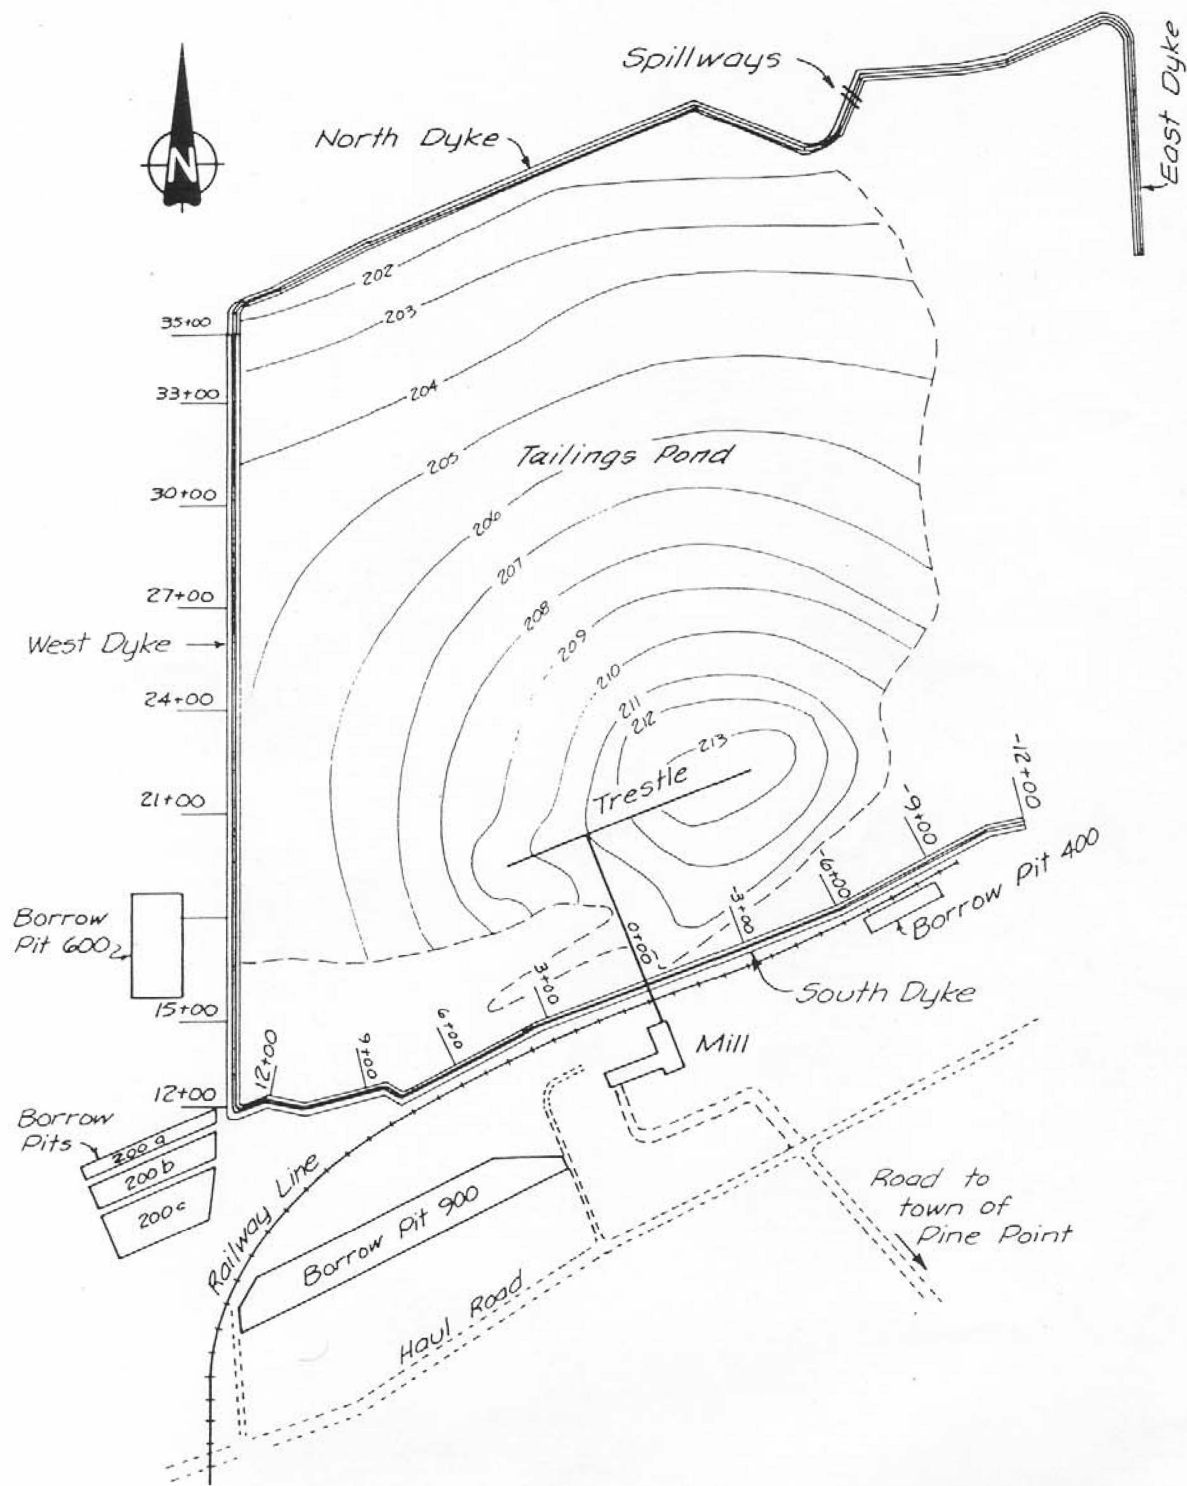 Spillways
East Dyke
North Dyke
N
202
203
35+00
33+00
204
205
Tailings Pond
30+00
206
207
27+00
208
West Dyke
209
210
24+00
211
212
213
Trestle
-12+00
21+00
-9+00
-6+00
Borrow Pit 400
Borrow
Pit 600
-3+00
0+00
3+00
South Dyke
15+00
6+00
9+00
12+00
Mill
12+00
Borrow
Pits
200a
200b
200c
Railway Line
Borrow Pit 900
Road to
town of
Pine Point
Haul Road